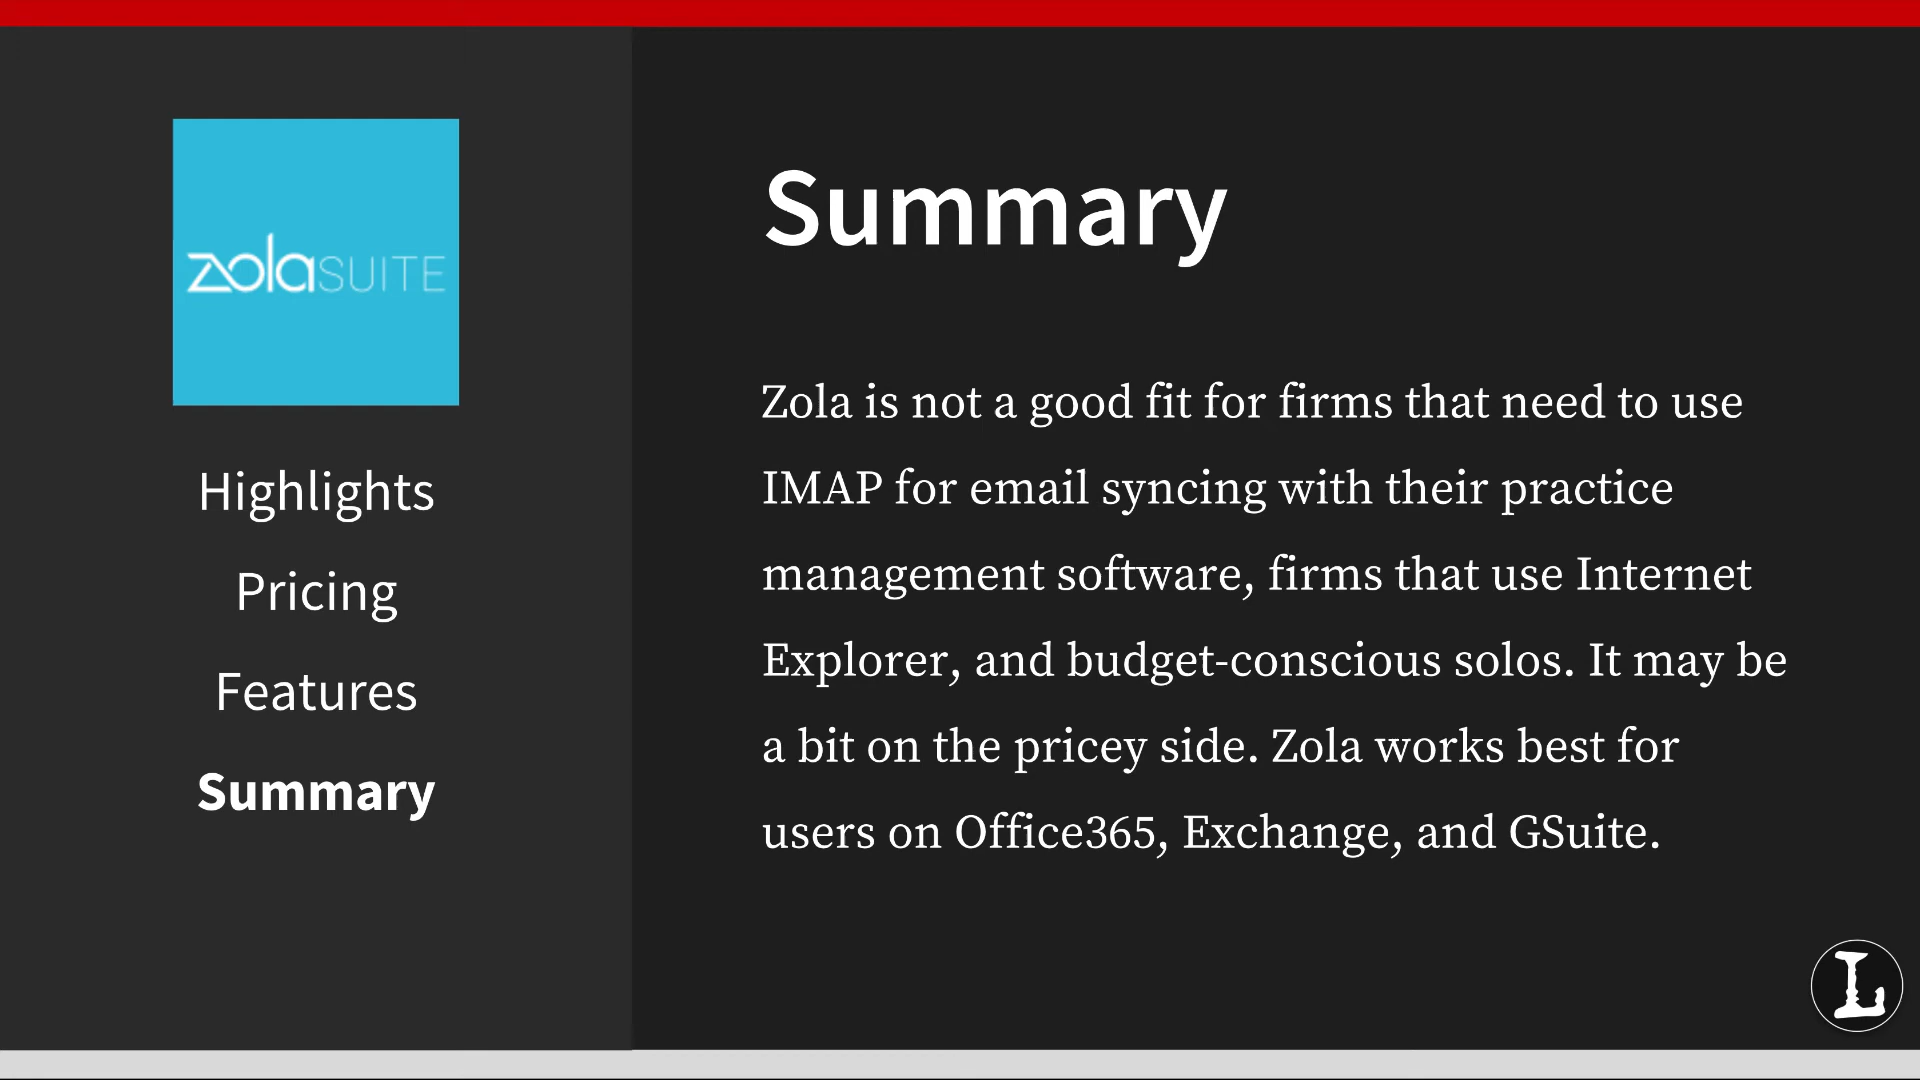 zolaSUITE
Highlights
Pricing
Features
Summary
Summary
Zola is not a good fit for firms that need to use
IMAP for email syncing with their practice
management software, firms that use Internet
Explorer, and budget-conscious solos. It may be
a bit on the pricey side. Zola works best for
users on Office365, Exchange, and GSuite.
L